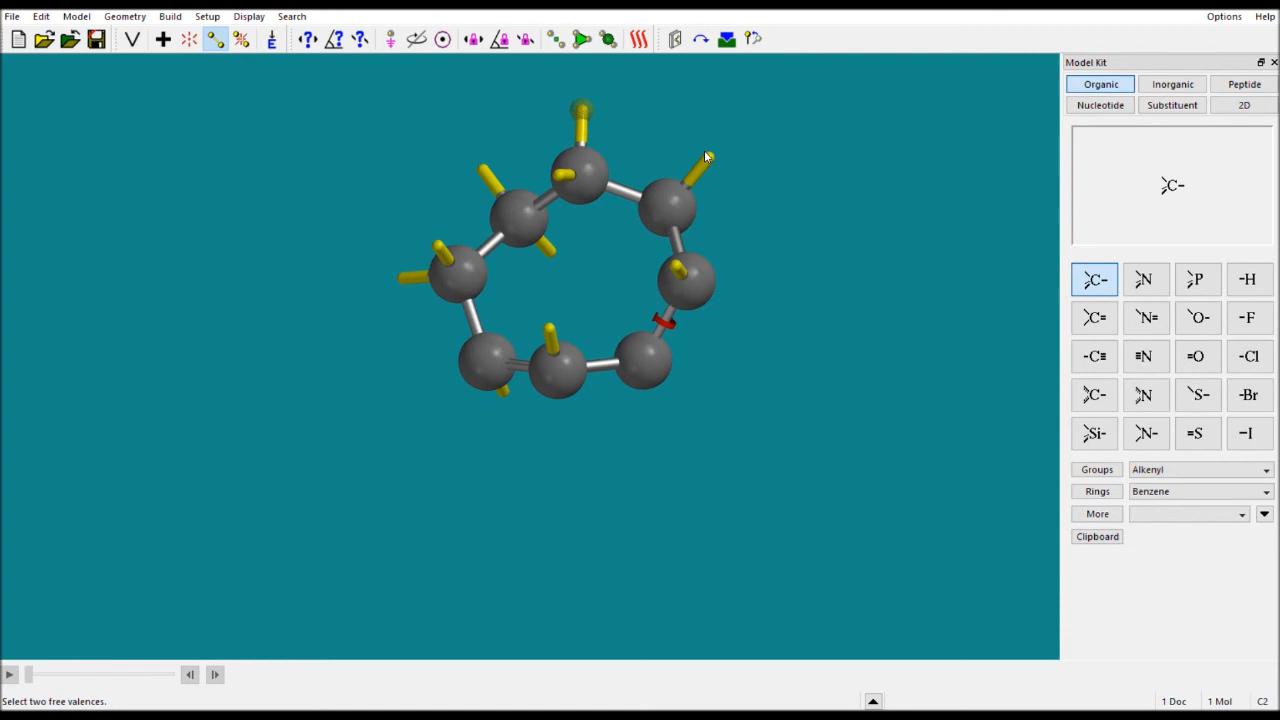 File Edit Model Geometry Build Setup Display Search Options Help
V E
Model Kit
Organic Inorganic Peptide
Nucleotide Substituent 2D
C-
C- N P -H
C= N= O- -F
-C≡ ≡N =O -Cl
C- N S- -Br
Si- N- =S -I
Groups Alkenyl
Rings Benzene
More
Clipboard
Select two free valences. 1 Doc 1 Mol C2